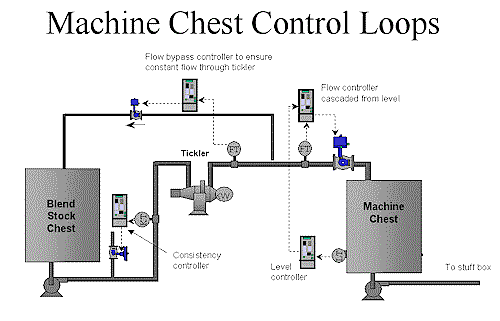 Machine Chest Control Loops
Flow bypass controller to ensure
constant flow through tickler
Flow controller
cascaded from level
FT
FT
Tickler
KW
Blend
Stock
Chest
Machine
Chest
Consistency
controller
Level
controller
To stuff box